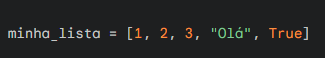 minha_lista = [1, 2, 3, "Olá", True]